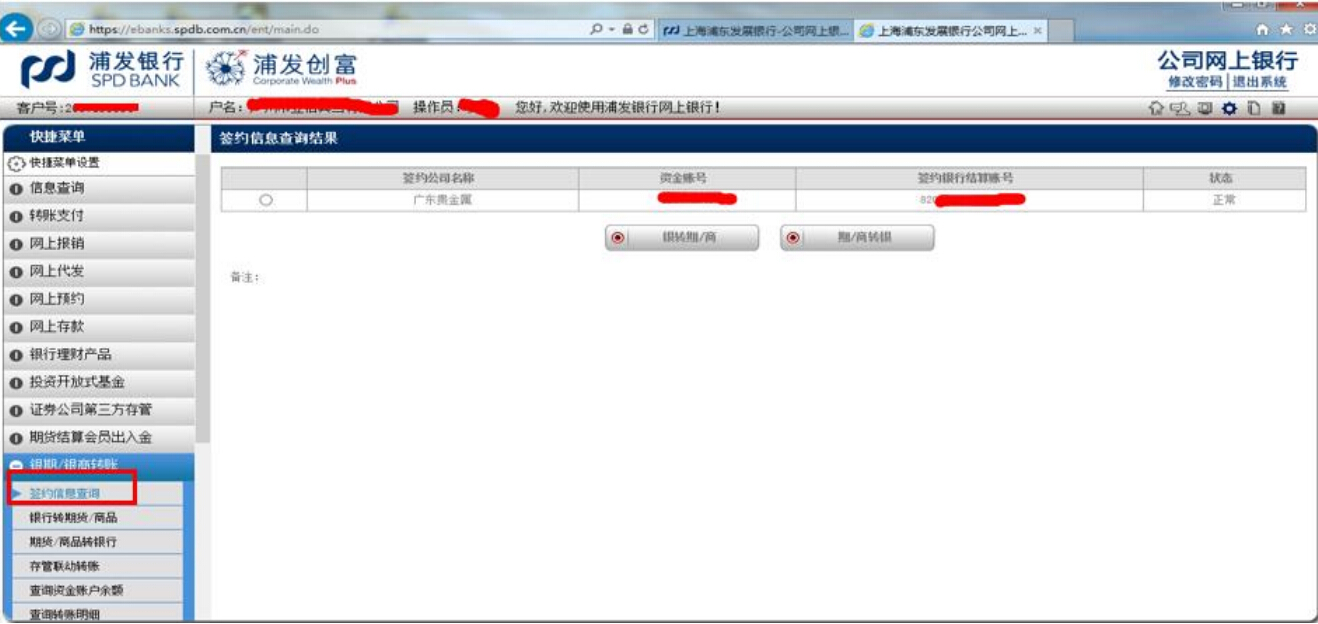 https://ebanks.spdb.com.cn/ent/main.do
上海浦东发展银行-公司网上银...
上海浦东发展银行公司网上...
浦发银行
SPD BANK
浦发创富
Corporate Wealth Plus
公司网上银行
修改密码 | 退出系统
客户号:2
户名:
操作员:
您好,欢迎使用浦发银行网上银行!
快捷菜单
签约信息查询结果
快捷菜单设置
信息查询
转账支付
网上报销
网上代发
网上预约
网上存款
银行理财产品
投资开放式基金
证券公司第三方存管
期货结算会员出入金
银期/银商转账
签约信息查询
银行转期货/商品
期货/商品转银行
存管联动转账
查询资金账户余额
查询转账明细
签约公司名称 资金账号 签约银行结算账号 状态
广东贵金属 820 正常
银转期/商
期/商转银
备注: